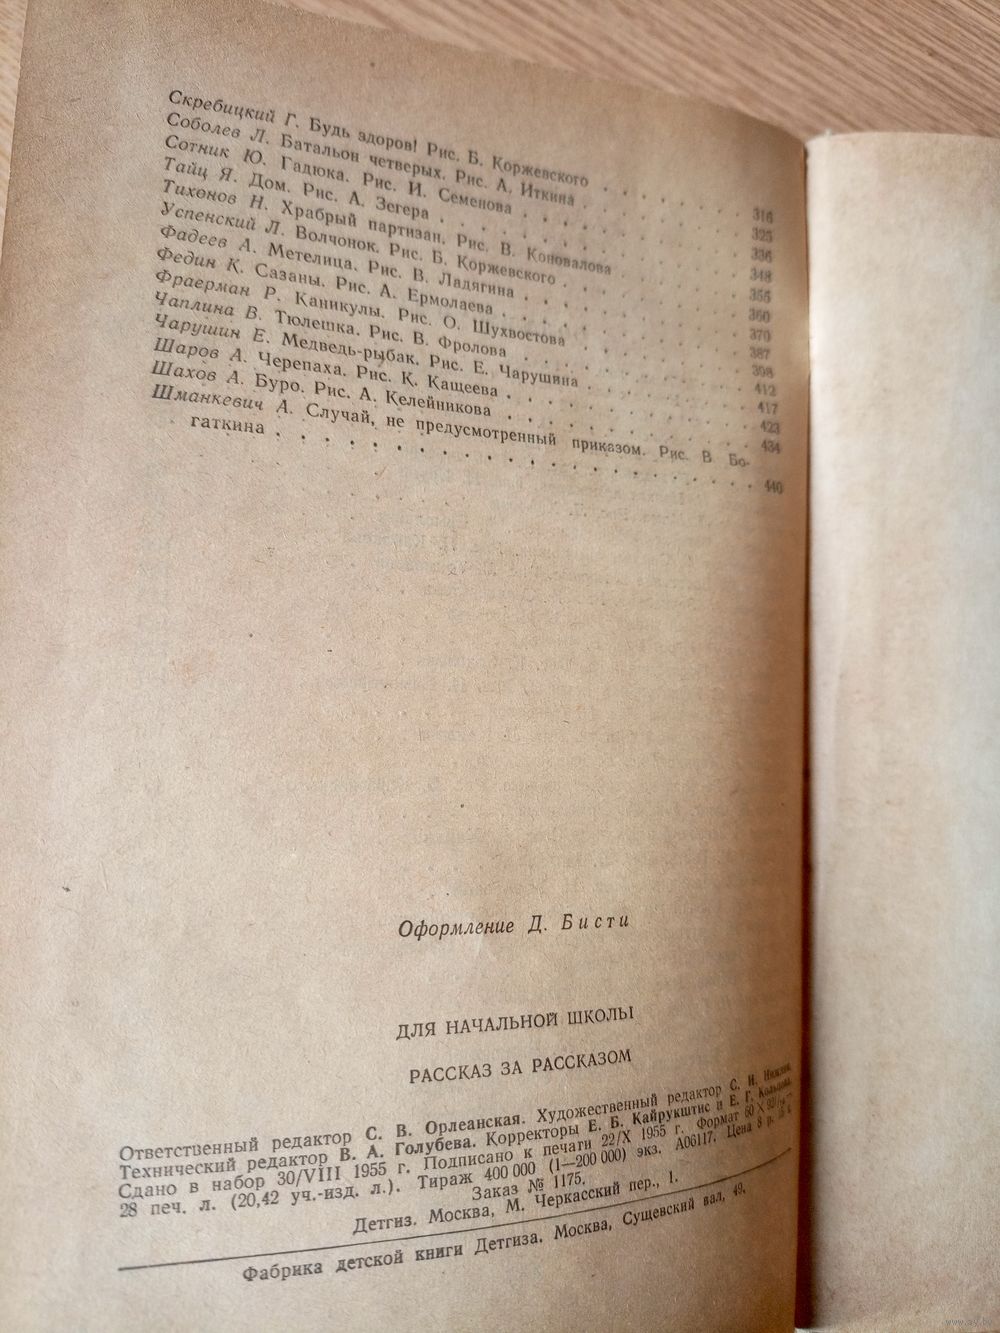 Скребицкий Г. Будь здоров! Рис. Б. Коржевского . . . . . . . 316
Соболев Л. Батальон четверых. Рис. А. Иткина . . . . . . . 325
Сотник Ю. Гадюка. Рис. И. Семенова . . . . . . . 336
Тайц Я. Дом. Рис. А. Зегера . . . . . . . 348
Тихонов Н. Храбрый партизан. Рис. В. Коновалова . . . . . . . 355
Успенский Л. Волчонок. Рис. Б. Коржевского . . . . . . . 360
Фадеев А. Метелица. Рис. В. Ладягина . . . . . . . 370
Федин К. Сазаны. Рис. А. Ермолаева . . . . . . . 387
Фраерман Р. Каникулы. Рис. О. Шухвостова . . . . . . . 398
Чаплина В. Тюлешка. Рис. В. Фролова . . . . . . . 412
Чарушин Е. Медведь-рыбак. Рис. Е. Чарушина . . . . . . . 417
Шаров А. Черепаха. Рис. К. Кащеева . . . . . . . 423
Шахов А. Буро. Рис. А. Келейникова . . . . . . . 434
Шманкевич А. Случай, не предусмотренный приказом. Рис. В. Бо-
гаткина . . . . . . . 440
Оформление Д. Бисти
ДЛЯ НАЧАЛЬНОЙ ШКОЛЫ
РАССКАЗ ЗА РАССКАЗОМ
Ответственный редактор С. В. Орлеанская. Художественный редактор С. И. Нижняя.
Технический редактор В. А. Голубева. Корректоры Е. Б. Кайрукштис и Е. Г. Кольцова.
Сдано в набор 30/VIII 1955 г. Подписано к печати 22/X 1955 г. Формат 60×92
28 печ. л. (20,42 уч.-изд. л.). Тираж 400 000 (1—200 000) экз. А06117. Цена 8 р.
Заказ № 1175.
Детгиз. Москва, М. Черкасский пер., 1.
Фабрика детской книги Детгиза. Москва, Сущевский вал, 49.